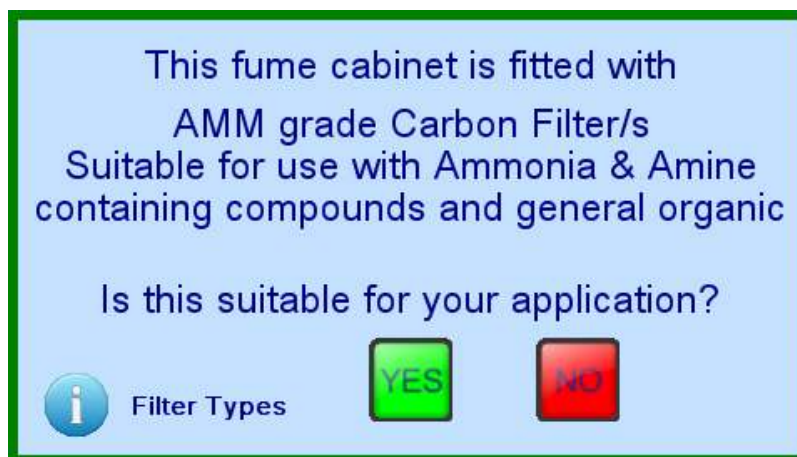 This fume cabinet is fitted with
AMM grade Carbon Filter/s
Suitable for use with Ammonia & Amine
containing compounds and general organic
Is this suitable for your application?
YES
NO
i
Filter Types